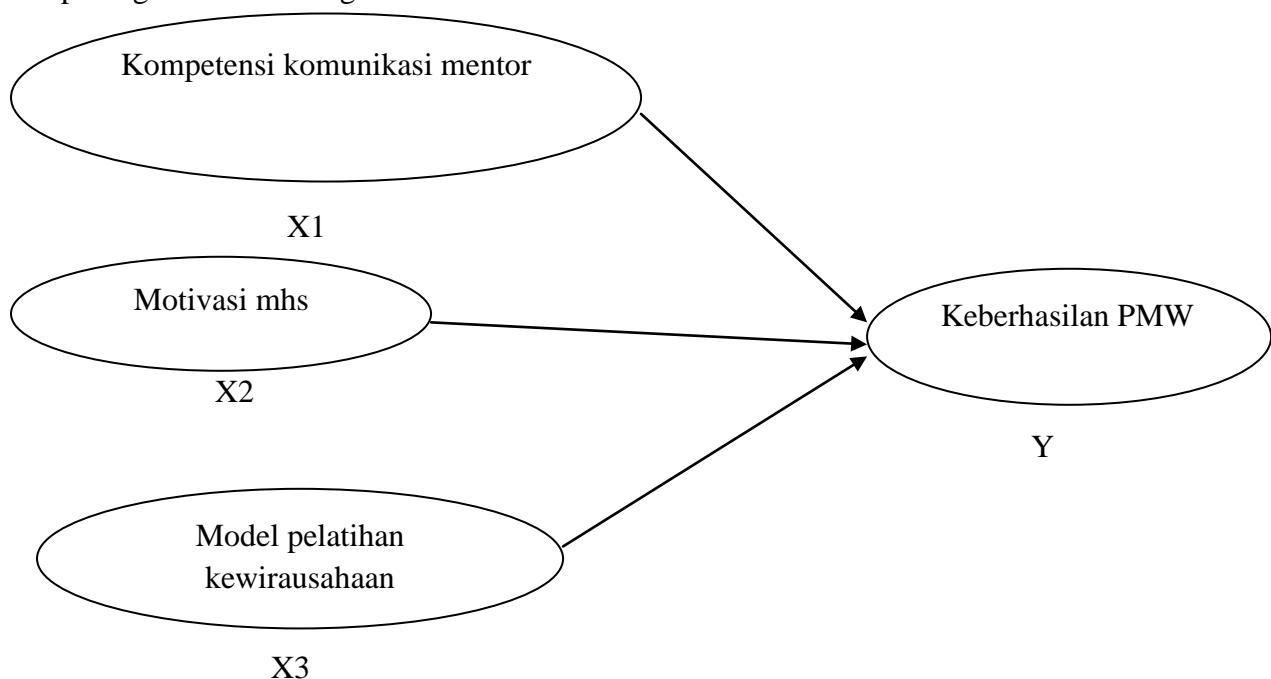 Kompetensi komunikasi mentor
X1
Motivasi mhs
X2
Keberhasilan PMW
Y
Model pelatihan
kewirausahaan
X3